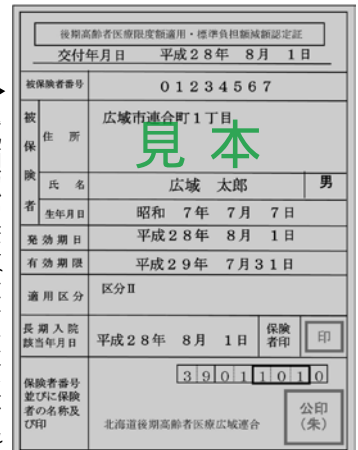 後期高齢者医療限度額適用・標準負担額減額認定証
交付年月日 平成28年 8月 1日
被保険者番号 01234567
被保険者
住所 広域市連合町1丁目
見本
氏名 広域 太郎 男
生年月日 昭和 7年 7月 7日
発効期日 平成28年 8月 1日
有効期限 平成29年 7月31日
適用区分 区分Ⅱ
長期入院
該当年月日 平成28年 8月 1日 保険
者印 印
保険者番号
並びに保険
者の名称及
び印
39011010
北海道後期高齢者医療広域連合
公印
(朱)